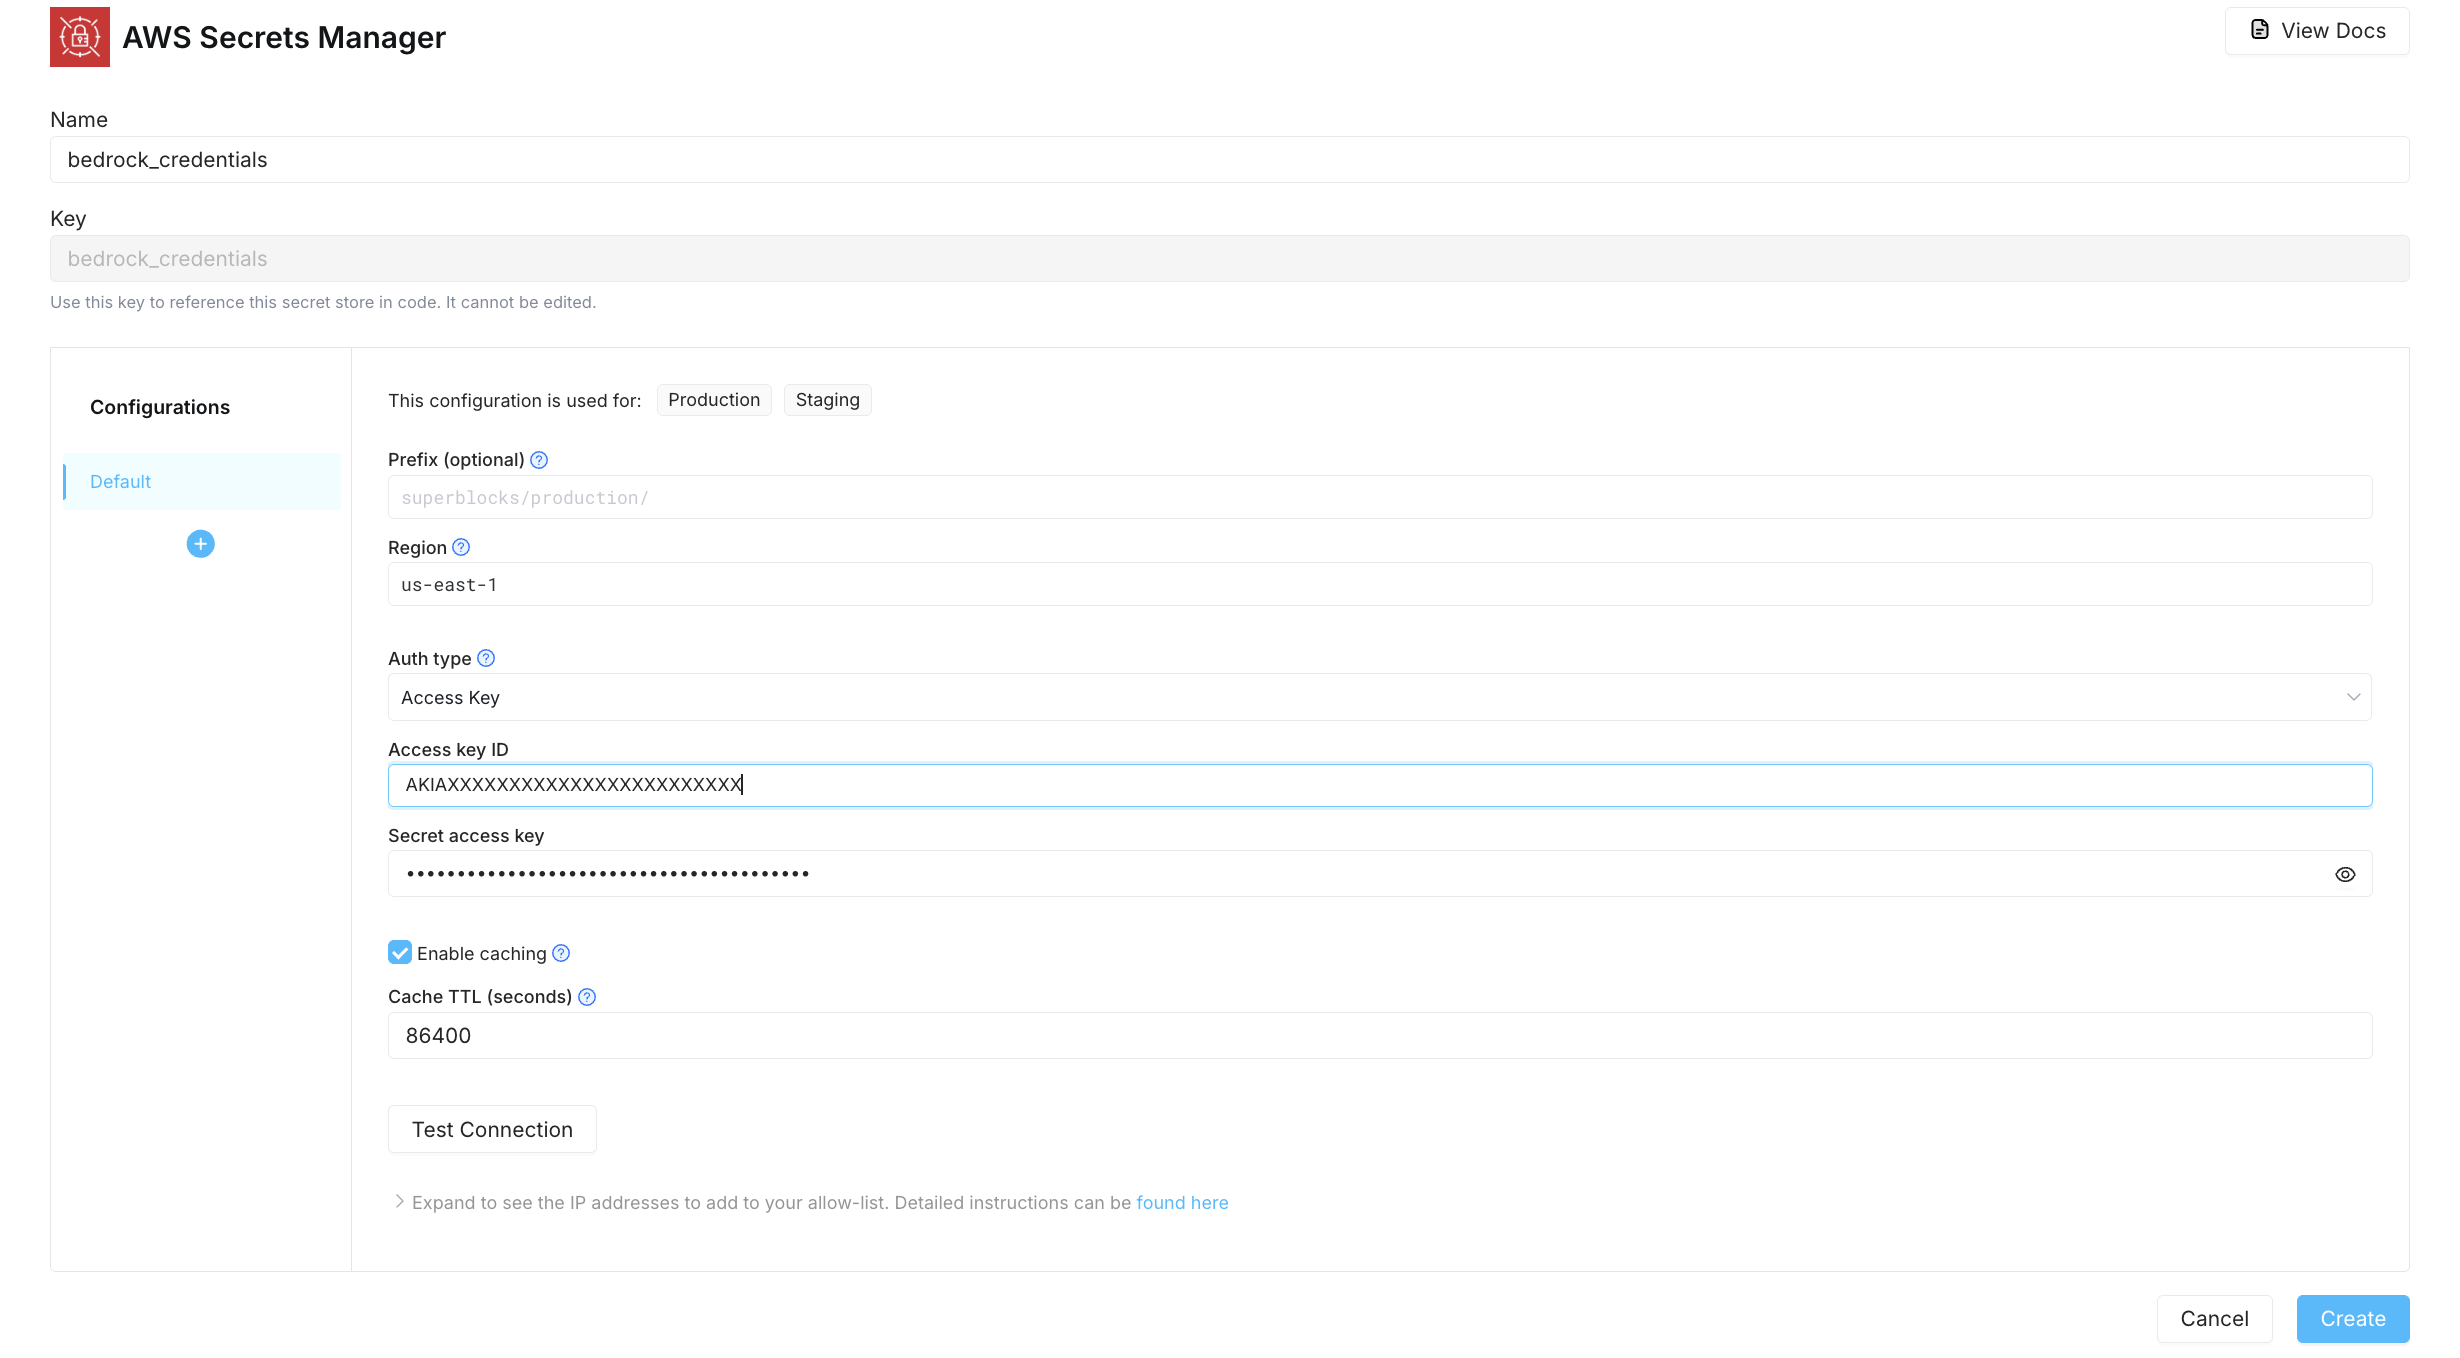 AWS Secrets Manager
View Docs
Name
bedrock_credentials
Key
bedrock_credentials
Use this key to reference this secret store in code. It cannot be edited.
Configurations
Default
This configuration is used for: Production Staging
Prefix (optional)
superblocks/production/
Region
us-east-1
Auth type
Access Key
Access key ID
AKIAXXXXXXXXXXXXXXXXXXXXXXXX
Secret access key
••••••••••••••••••••••••••••••••••••••••
Enable caching
Cache TTL (seconds)
86400
Test Connection
Expand to see the IP addresses to add to your allow-list. Detailed instructions can be found here
Cancel
Create